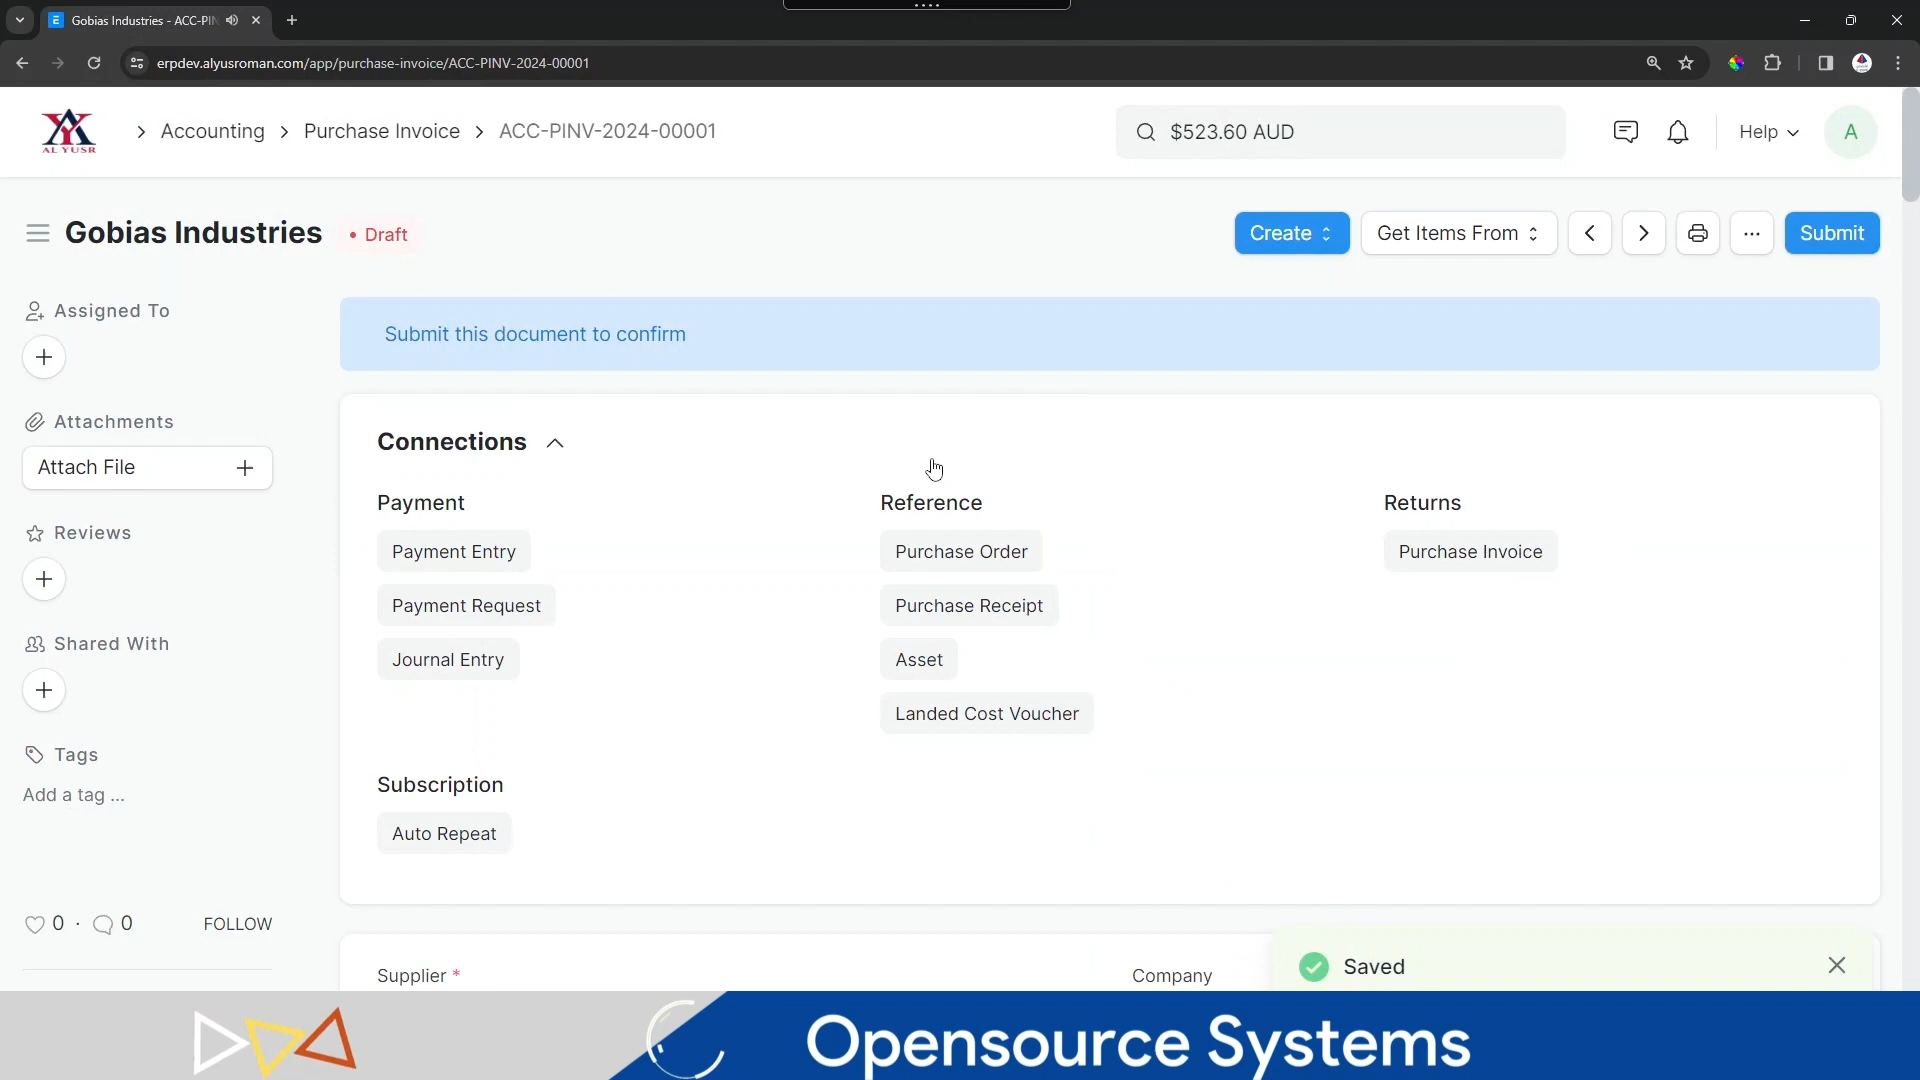 Gobias Industries - ACC-PIN
erpdev.alyusroman.com/app/purchase-invoice/ACC-PINV-2024-00001
AL YUSR
Accounting
Purchase Invoice
ACC-PINV-2024-00001
$523.60 AUD
Help
A
Gobias Industries
Draft
Create
Get Items From
Submit
Assigned To
Submit this document to confirm
Attachments
Attach File
Reviews
Shared With
Tags
Add a tag ...
0 · 0
FOLLOW
Connections
Payment
Payment Entry
Payment Request
Journal Entry
Reference
Purchase Order
Purchase Receipt
Asset
Landed Cost Voucher
Returns
Purchase Invoice
Subscription
Auto Repeat
Supplier *
Company
Saved
Opensource Systems